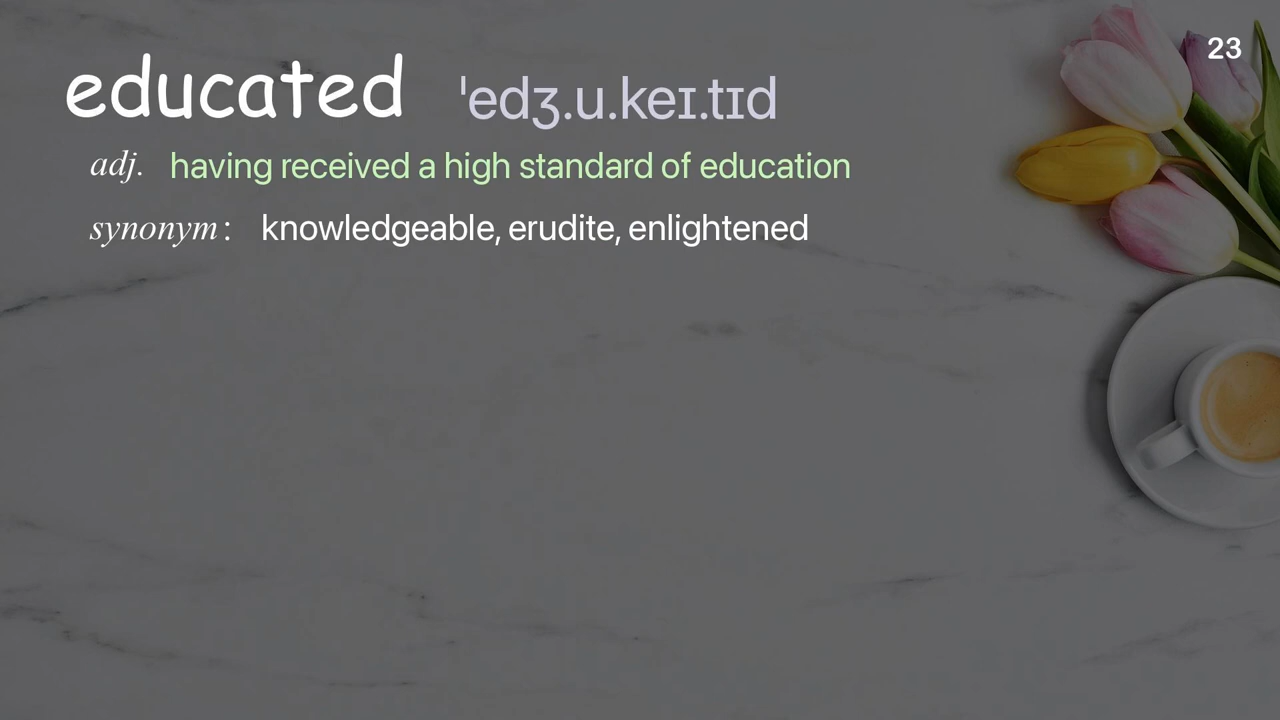 23
educated ˈedʒ.u.keɪ.tɪd
adj. having received a high standard of education
synonym: knowledgeable, erudite, enlightened